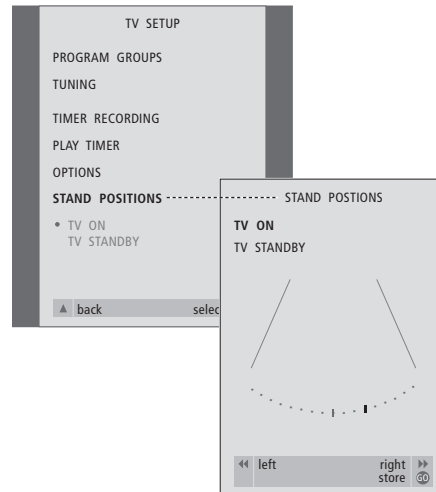 TV SETUP
PROGRAM GROUPS
TUNING
TIMER RECORDING
PLAY TIMER
OPTIONS
STAND POSITIONS
• TV ON
TV STANDBY
▲ back selec
STAND POSTIONS
TV ON
TV STANDBY
◀◀ left right ▶▶
store GO